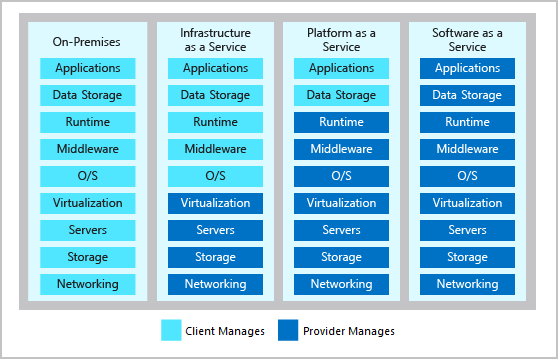 On-Premises
Applications
Data Storage
Runtime
Middleware
O/S
Virtualization
Servers
Storage
Networking
Infrastructure
as a Service
Applications
Data Storage
Runtime
Middleware
O/S
Virtualization
Servers
Storage
Networking
Platform as a
Service
Applications
Data Storage
Runtime
Middleware
O/S
Virtualization
Servers
Storage
Networking
Software as a
Service
Applications
Data Storage
Runtime
Middleware
O/S
Virtualization
Servers
Storage
Networking
Client Manages
Provider Manages